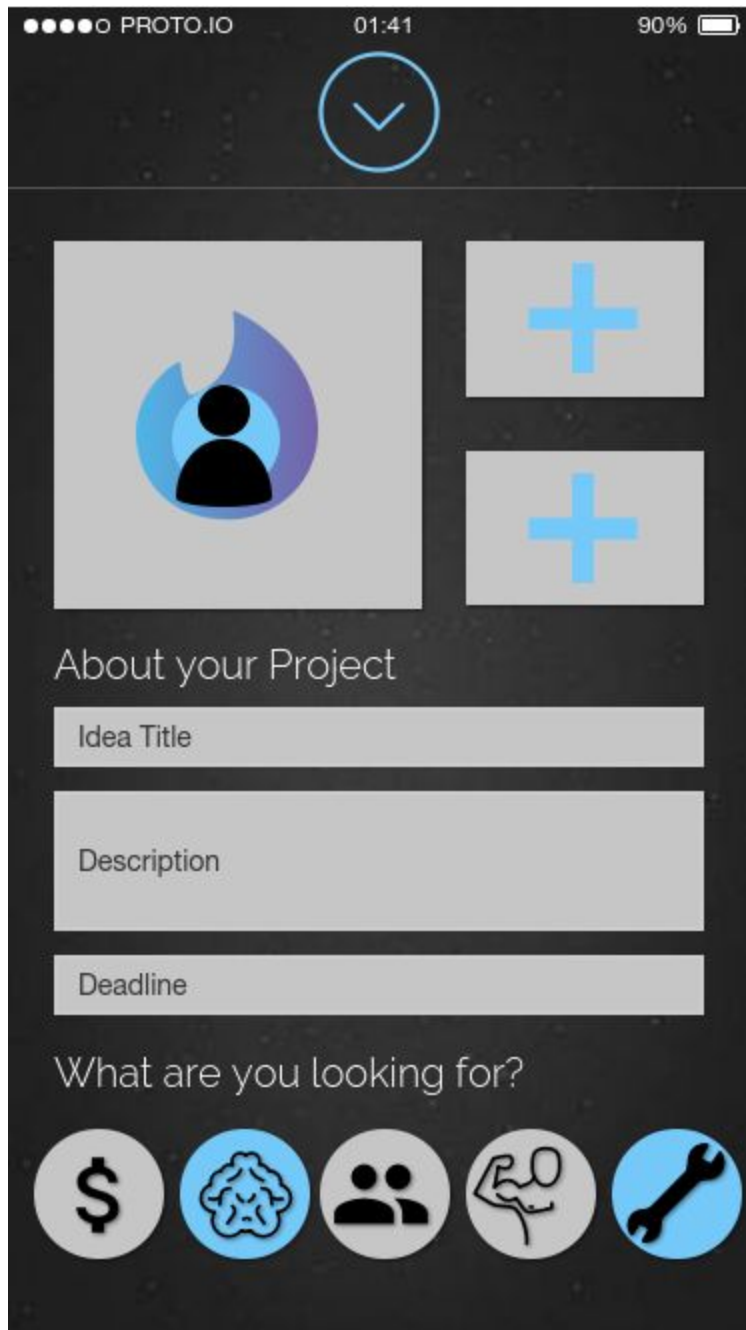 PROTO.IO 01:41 90%
About your Project
Idea Title
Description
Deadline
What are you looking for?
$